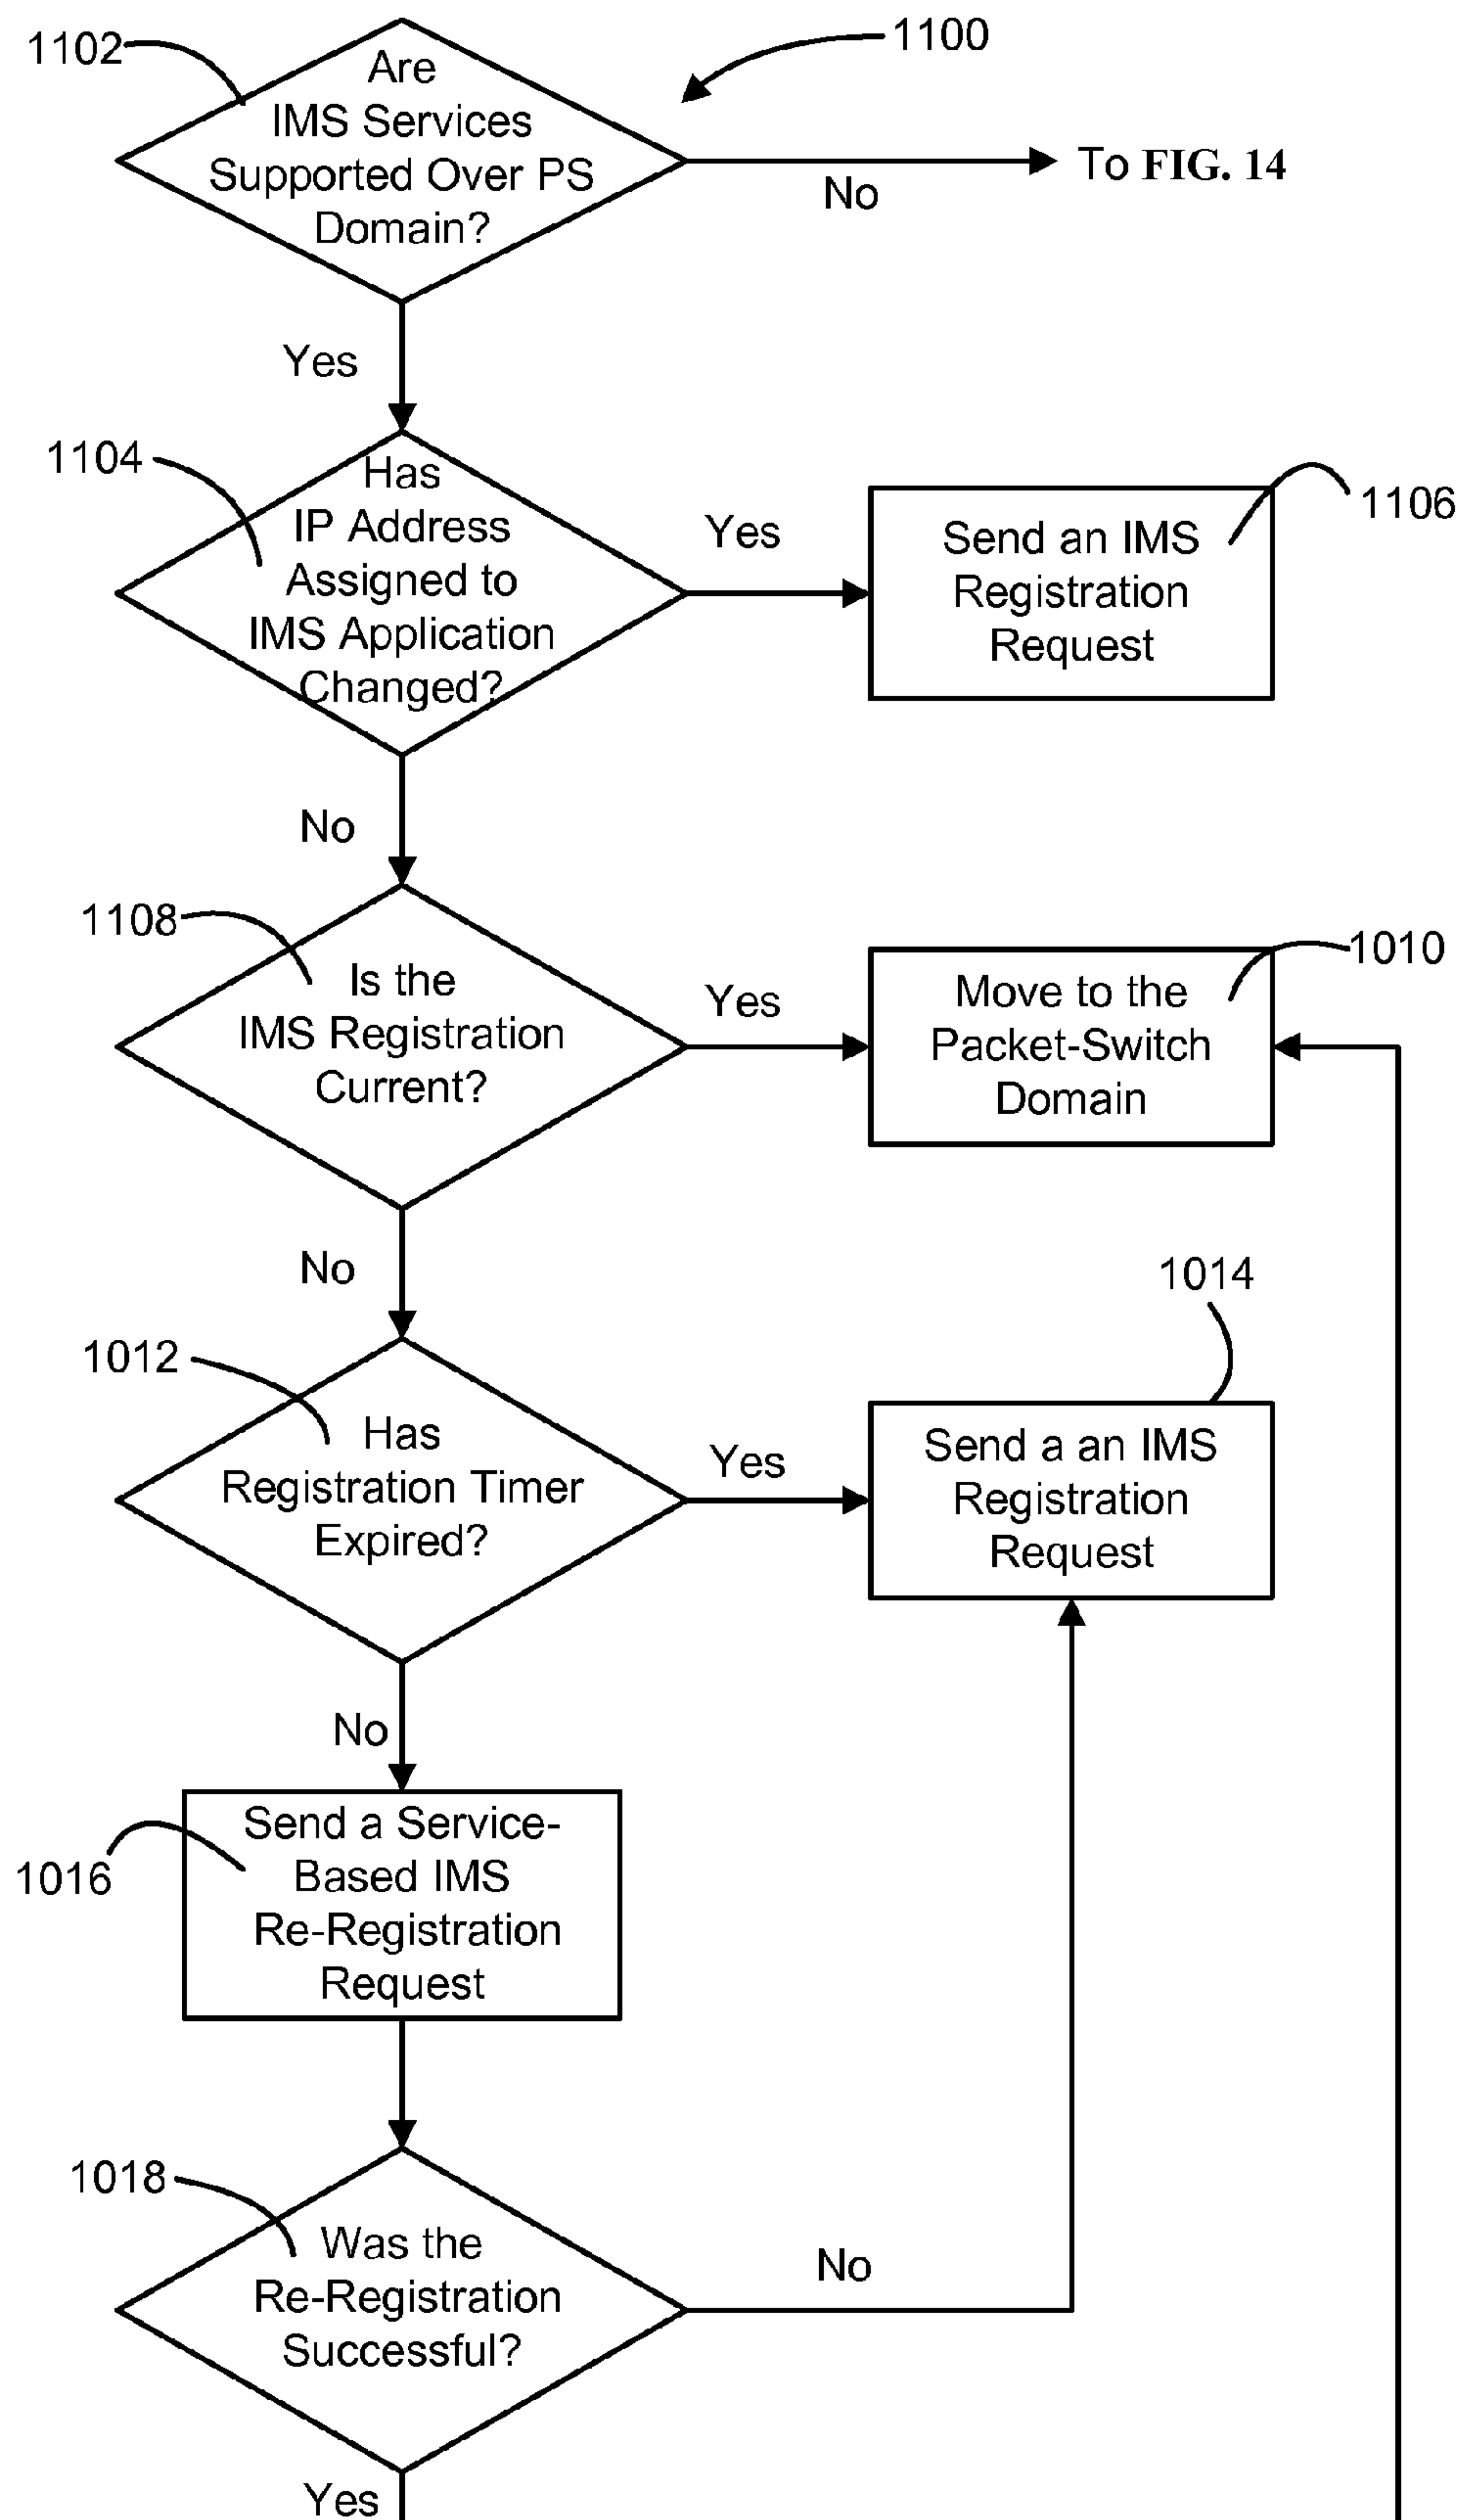 1102
Are
IMS Services
Supported Over PS
Domain?
1100
No
To FIG. 14
Yes
1104
Has
IP Address
Assigned to
IMS Application
Changed?
Yes
Send an IMS
Registration
Request
1106
No
1108
Is the
IMS Registration
Current?
Yes
Move to the
Packet-Switch
Domain
1010
No
1012
Has
Registration Timer
Expired?
Yes
1014
Send a an IMS
Registration
Request
No
1016
Send a Service-
Based IMS
Re-Registration
Request
1018
Was the
Re-Registration
Successful?
No
Yes